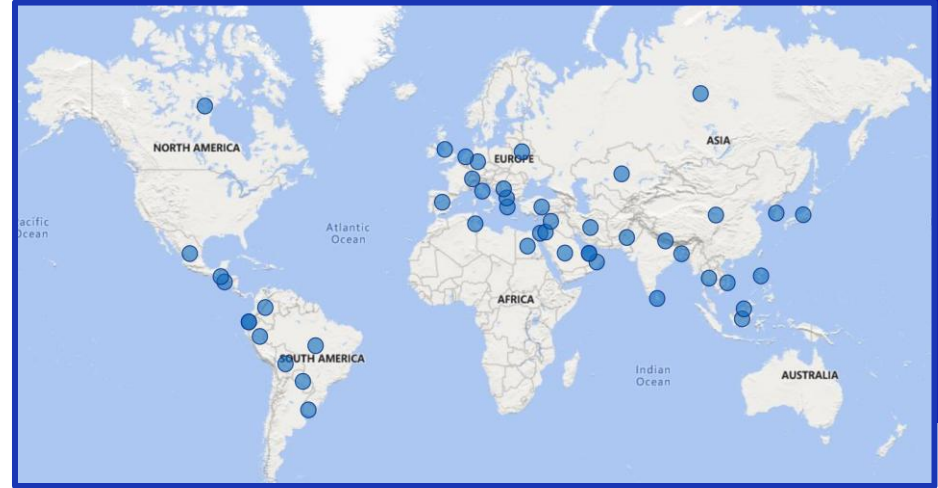 NORTH AMERICA
EUROPE
ASIA
acific
Ocean
Atlantic
Ocean
AFRICA
SOUTH AMERICA
Indian
Ocean
AUSTRALIA